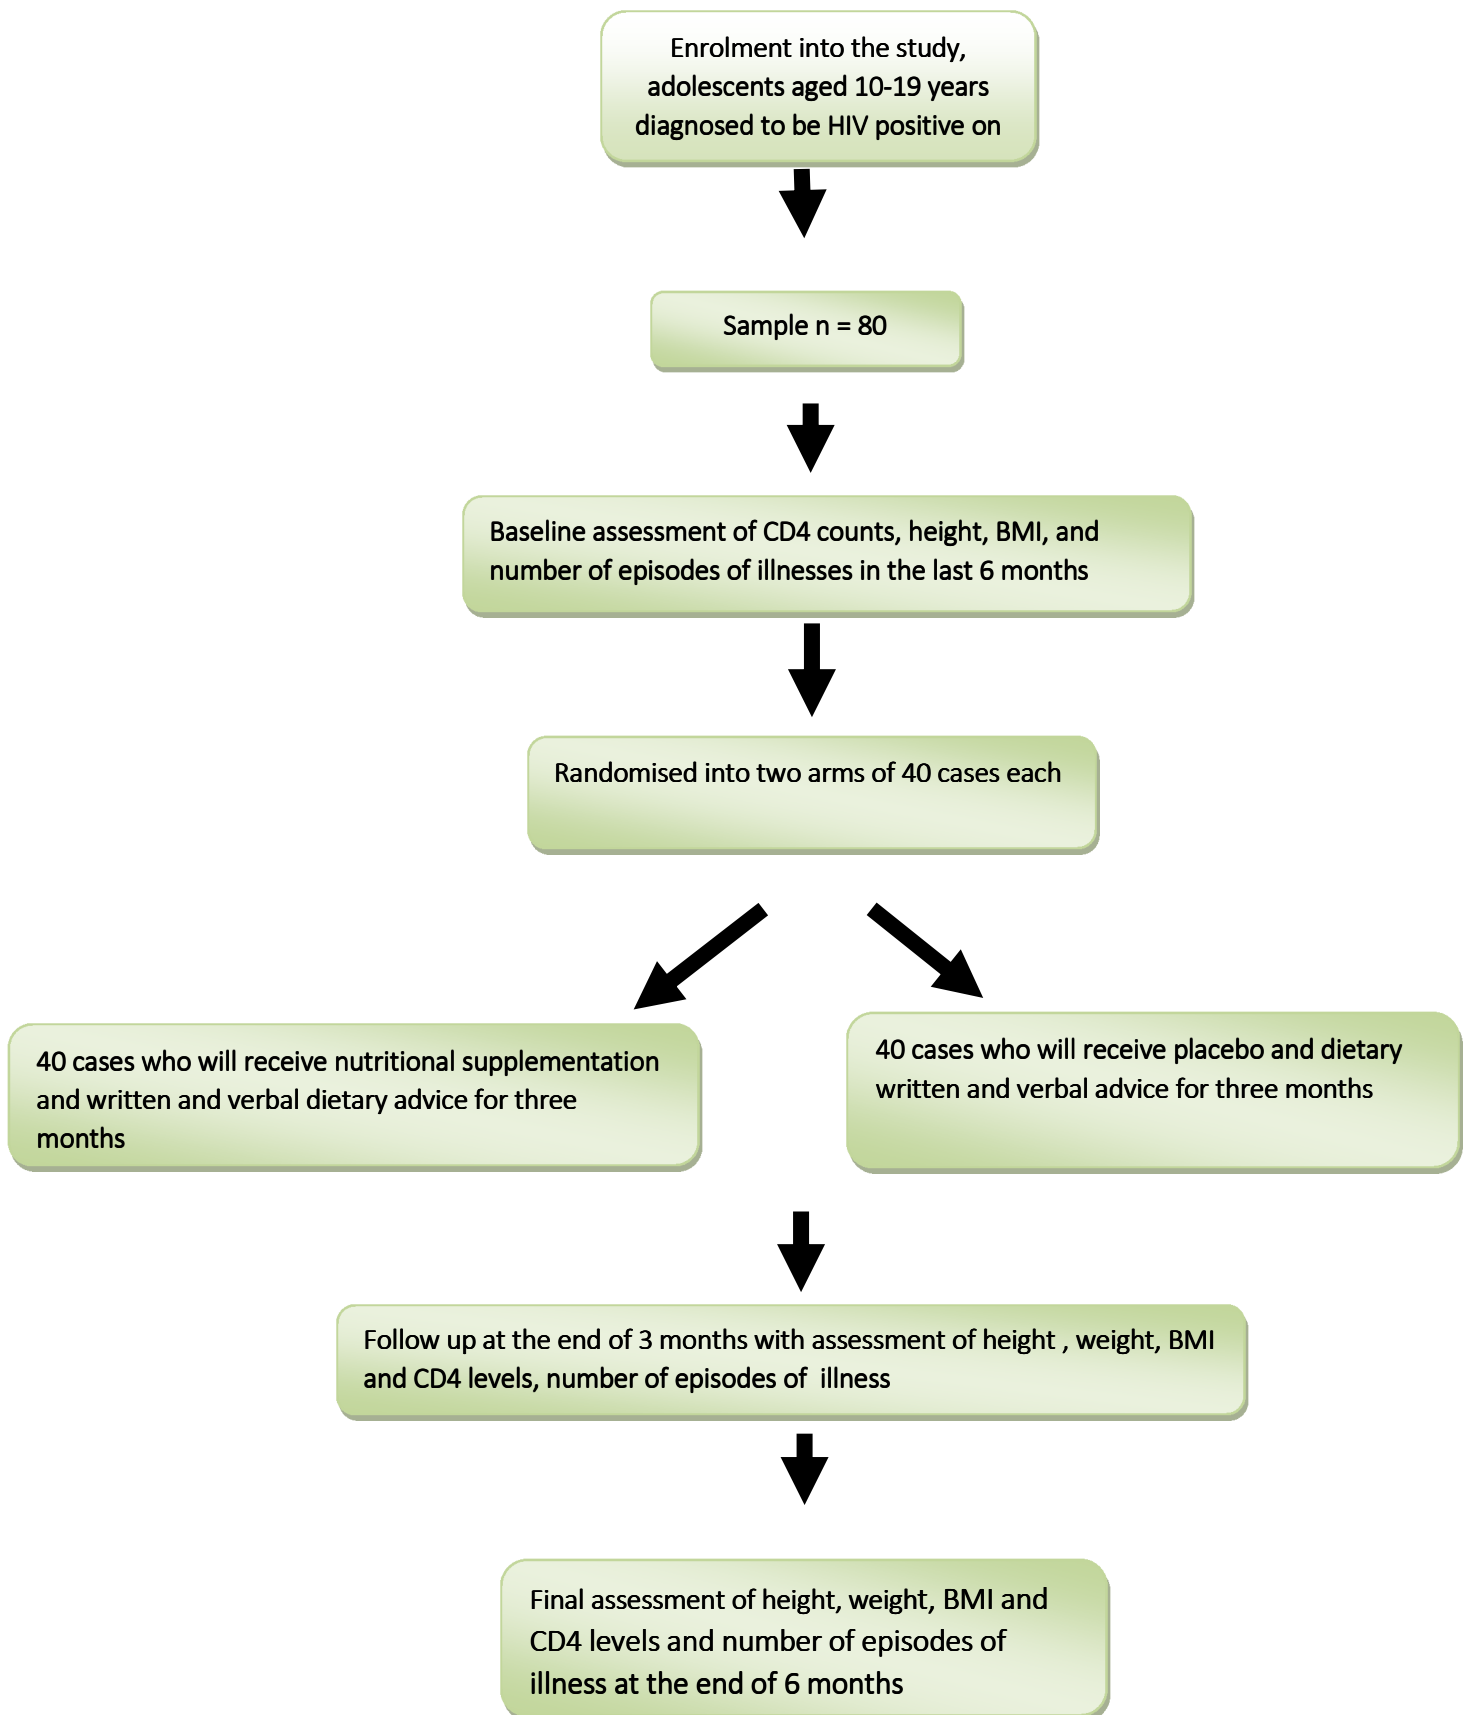 Enrolment into the study,
adolescents aged 10-19 years
diagnosed to be HIV positive on
Sample n = 80
Baseline assessment of CD4 counts, height, BMI, and
number of episodes of illnesses in the last 6 months
Randomised into two arms of 40 cases each
40 cases who will receive nutritional supplementation
and written and verbal dietary advice for three
months
40 cases who will receive placebo and dietary
written and verbal advice for three months
Follow up at the end of 3 months with assessment of height , weight, BMI
and CD4 levels, number of episodes of  illness
Final assessment of height, weight, BMI and
CD4 levels and number of episodes of
illness at the end of 6 months